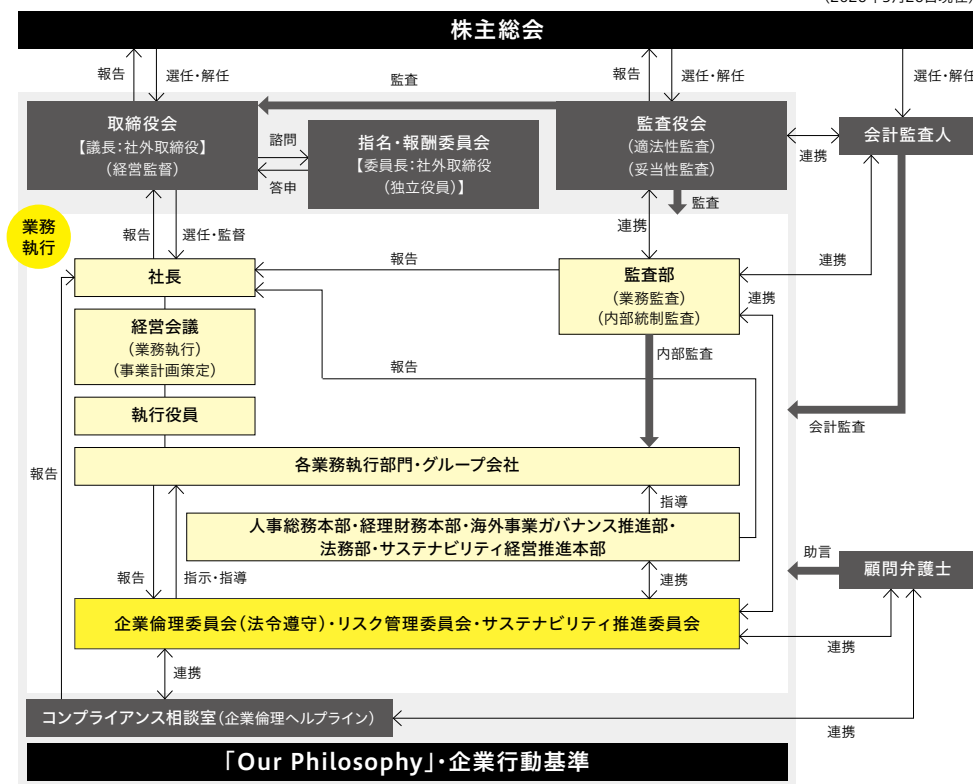 株主総会
報告
選任・解任
監査
報告
選任・解任
選任・解任
取締役会
【議長:社外取締役】
(経営監督)
諮問
答申
指名・報酬委員会
【委員長:社外取締役
(独立役員)】
監査役会
(適法性監査)
(妥当性監査)
連携
会計監査人
監査
業務
執行
報告
選任・監督
連携
連携
社長
報告
監査部
(業務監査)
(内部統制監査)
連携
経営会議
(業務執行)
(事業計画策定)
報告
内部監査
執行役員
会計監査
報告
各業務執行部門・グループ会社
指導
人事総務本部・経理財務本部・海外事業ガバナンス推進部・
法務部・サステナビリティ経営推進本部
助言
顧問弁護士
報告
指示・指導
連携
企業倫理委員会(法令遵守)・リスク管理委員会・サステナビリティ推進委員会
連携
連携
コンプライアンス相談室(企業倫理ヘルプライン)
連携
「Our Philosophy」・企業行動基準